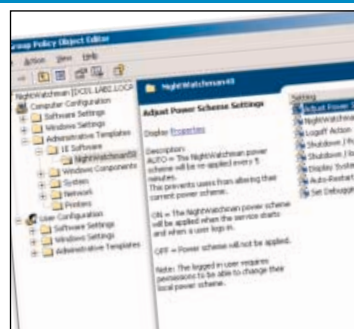 Group Policy Object Editor
Action View Help
NightWatchman [DC01.LAB2.LOCA
Computer Configuration
Software Settings
Windows Settings
Administrative Templates
1E Software
NightWatchman50
Windows Components
System
Network
Printers
User Configuration
Software Settings
Windows Settings
Administrative Templates
Adjust Power Scheme Settings
Display Properties
Description:
AUTO = The NightWatchman power
scheme will be re-applied every 5
minutes.
This prevents users from altering their
current power scheme.
ON = The NightWatchman power scheme
will be applied when the service starts
and when a user logs in.
OFF = Power scheme will not be applied.
Note: The logged in user requires
permissions to be able to change their
local power scheme.
Setting
Adjust Power
NightWatchma
Logoff Action
Shutdown / 
Shutdown / 
Display System
Auto-Restart
Set Debugg